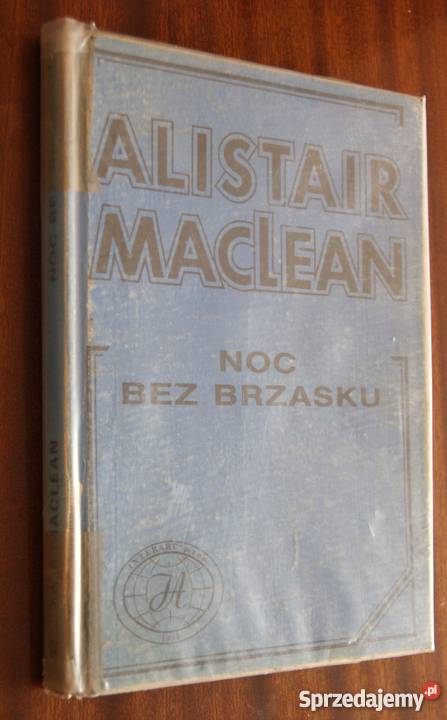 ALISTAIR
MACLEAN
NOC
BEZ BRZASKU
MACLEAN
NOC BE
Sprzedajemy.pl